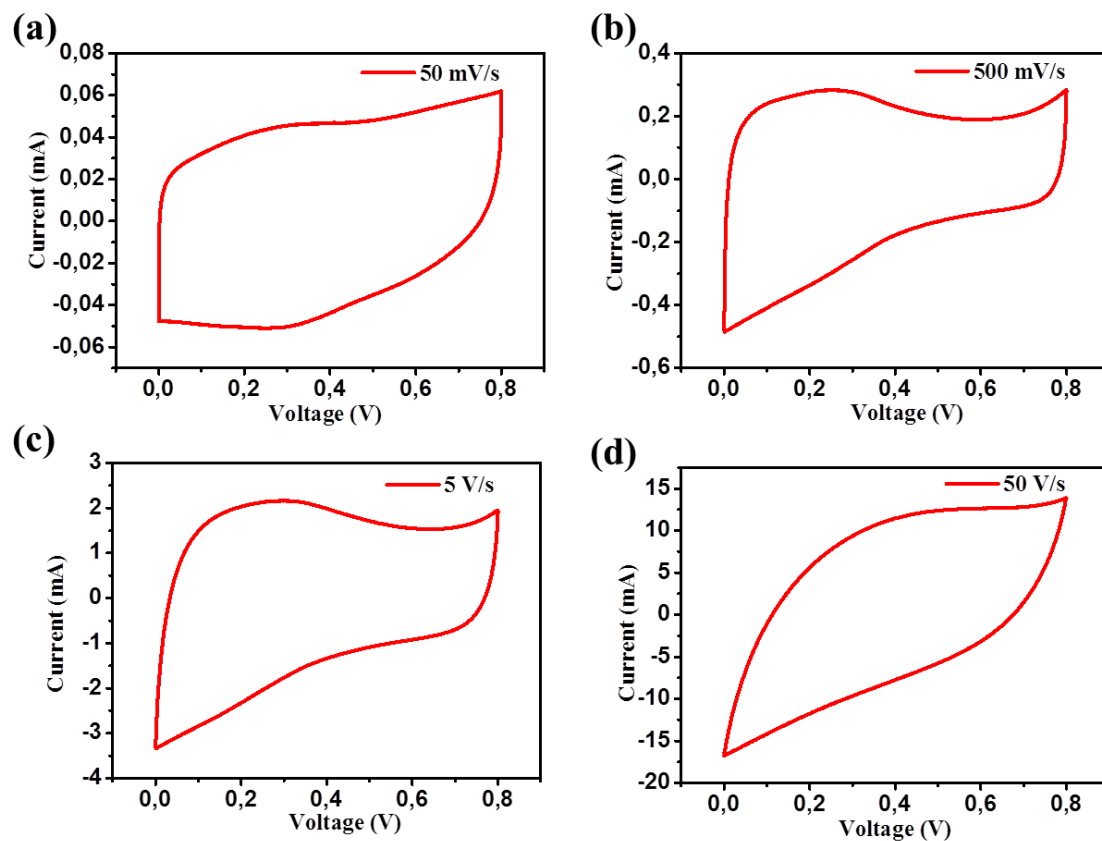 (a)
50 mV/s
0,08
0,06
0,04
0,02
0,00
-0,02
-0,04
-0,06
Current (mA)
0,0 0,2 0,4 0,6 0,8
Voltage (V)
(b)
500 mV/s
0,4
0,2
0,0
-0,2
-0,4
-0,6
Current (mA)
0,0 0,2 0,4 0,6 0,8
Voltage (V)
(c)
5 V/s
3
2
1
0
-1
-2
-3
-4
Current (mA)
0,0 0,2 0,4 0,6 0,8
Voltage (V)
(d)
50 V/s
15
10
5
0
-5
-10
-15
-20
Current (mA)
0,0 0,2 0,4 0,6 0,8
Voltage (V)